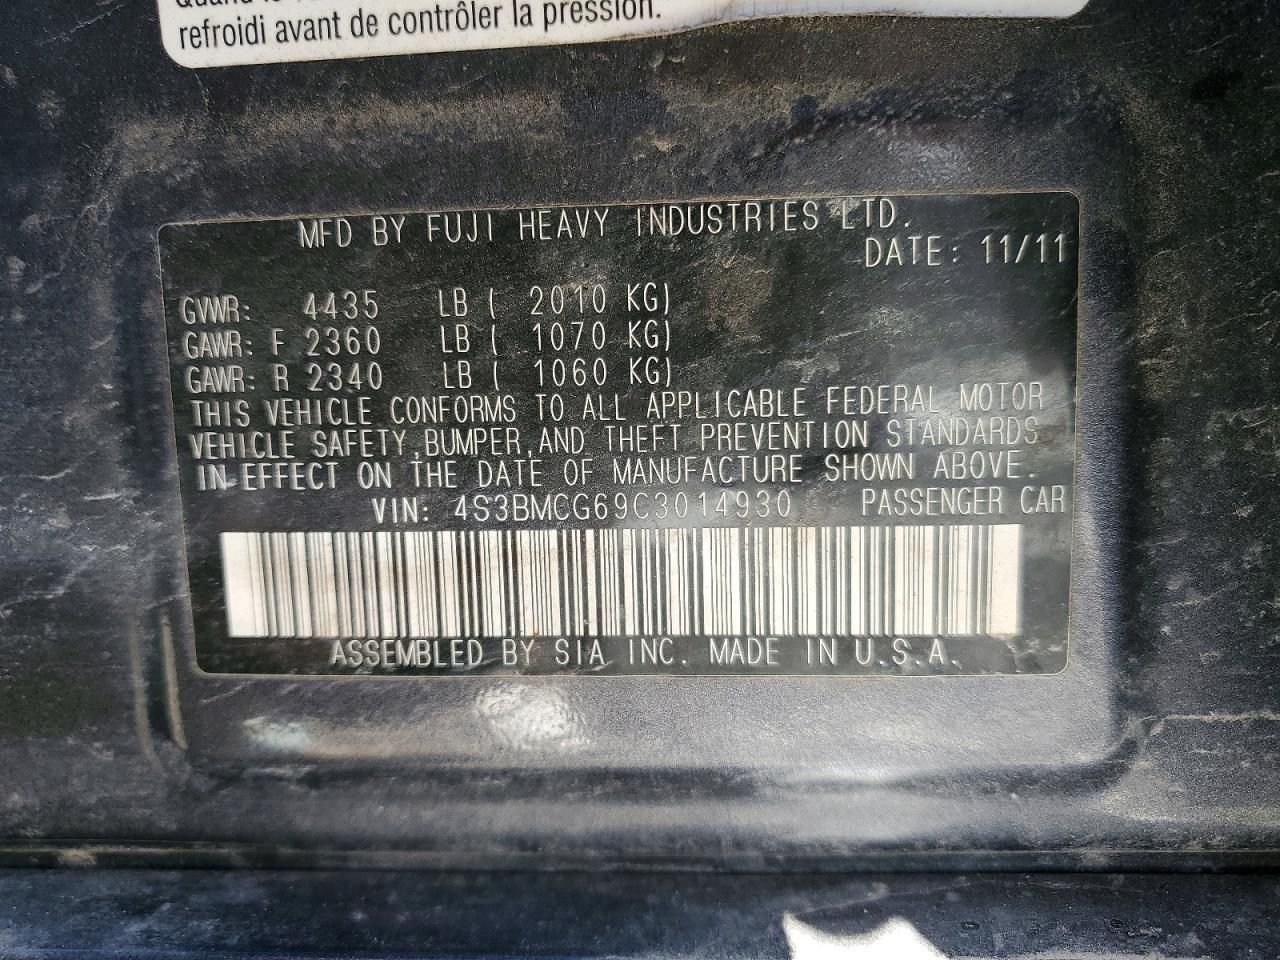 refroidi avant de contrôler la pression.
MFD BY FUJI HEAVY INDUSTRIES LTD.
DATE: 11/11
GVWR: 4435 LB ( 2010 KG)
GAWR: F 2360 LB ( 1070 KG)
GAWR: R 2340 LB ( 1060 KG)
THIS VEHICLE CONFORMS TO ALL APPLICABLE FEDERAL MOTOR
VEHICLE SAFETY,BUMPER,AND THEFT PREVENTION STANDARDS
IN EFFECT ON THE DATE OF MANUFACTURE SHOWN ABOVE.
VIN: 4S3BMCG69C3014930 PASSENGER CAR
ASSEMBLED BY SIA INC. MADE IN U.S.A.